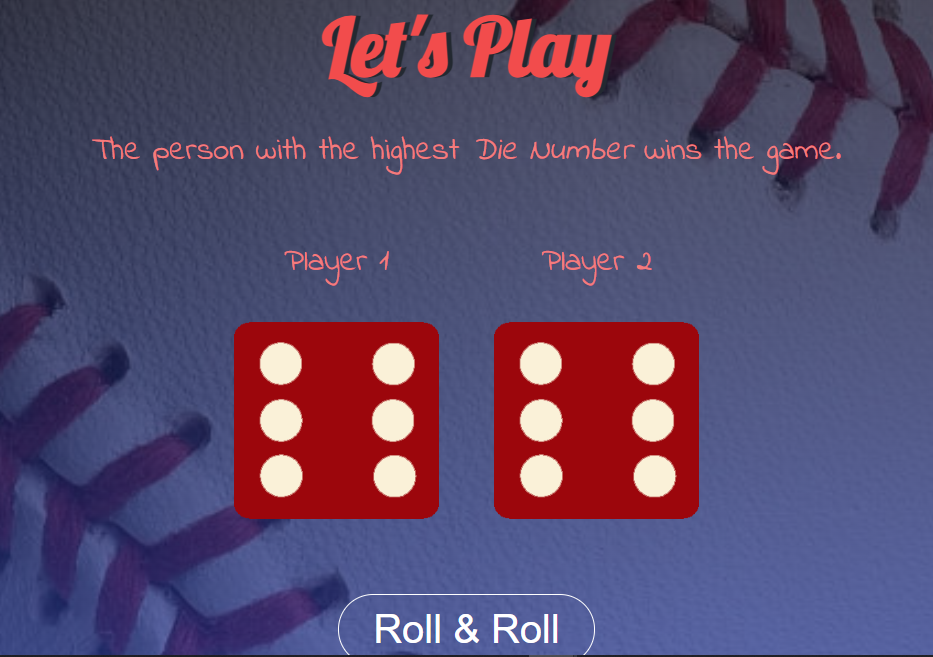 Let's Play
The person with the highest Die Number wins the game.
Player 1 Player 2
Roll & Roll